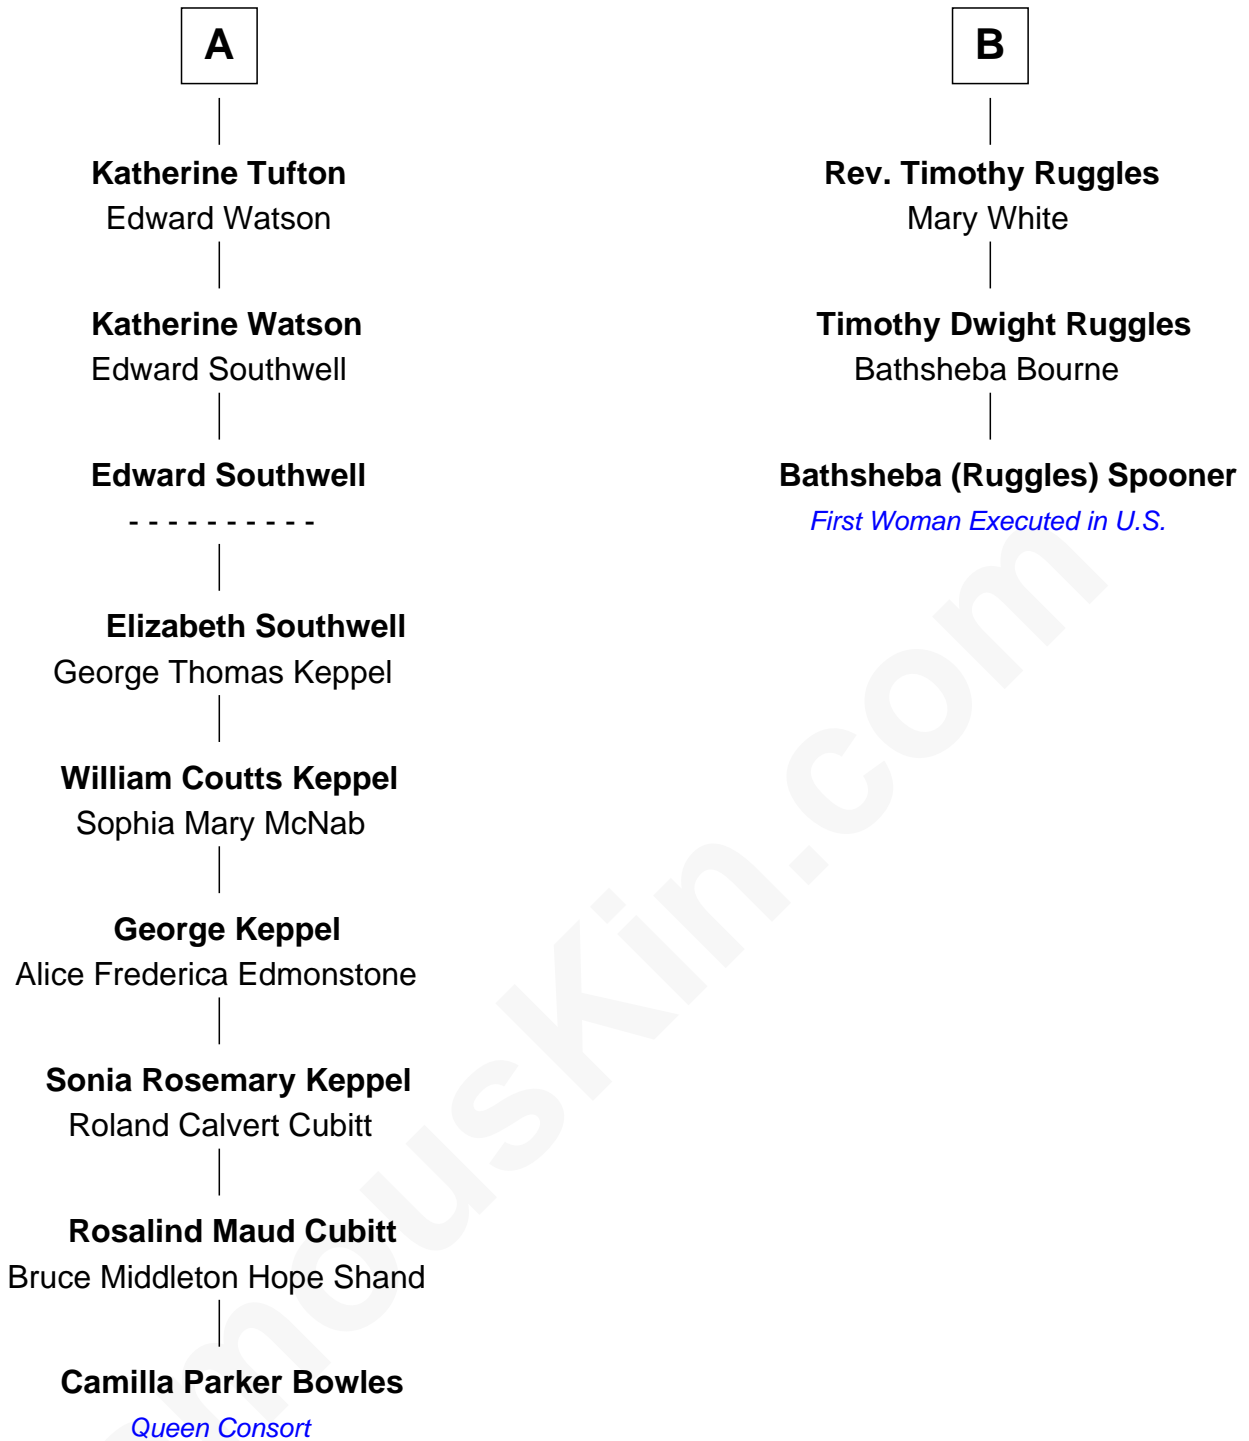 A
Katherine Tufton
Edward Watson
Katherine Watson
Edward Southwell
Edward Southwell
- - - - - - - - - -
Elizabeth Southwell
George Thomas Keppel
William Coutts Keppel
Sophia Mary McNab
George Keppel
Alice Frederica Edmonstone
Sonia Rosemary Keppel
Roland Calvert Cubitt
Rosalind Maud Cubitt
Bruce Middleton Hope Shand
Camilla Parker Bowles
Queen Consort
B
Rev. Timothy Ruggles
Mary White
Timothy Dwight Ruggles
Bathsheba Bourne
Bathsheba (Ruggles) Spooner
First Woman Executed in U.S.
mousKin.com